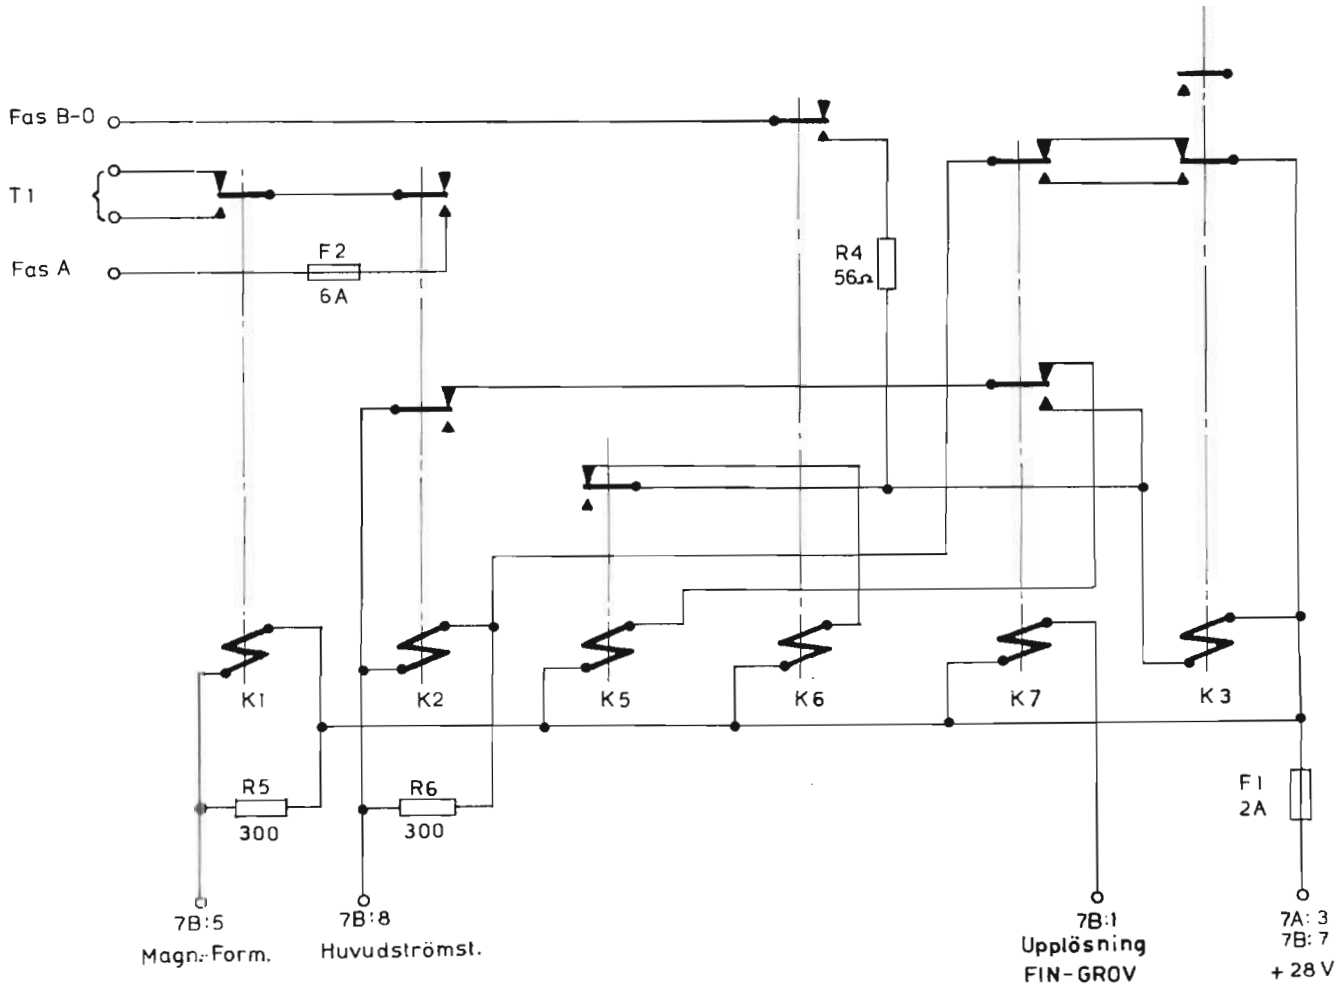 Fas B-0
T1
Fas A
F2
6A
R4
56Ω
K1
K2
K5
K6
K7
K3
R5
300
R6
300
F1
2A
7B:5
Magn.-Form.
7B:8
Huvudströmst.
7B:1
Upplösning
FIN-GROV
7A: 3
7B: 7
+28V